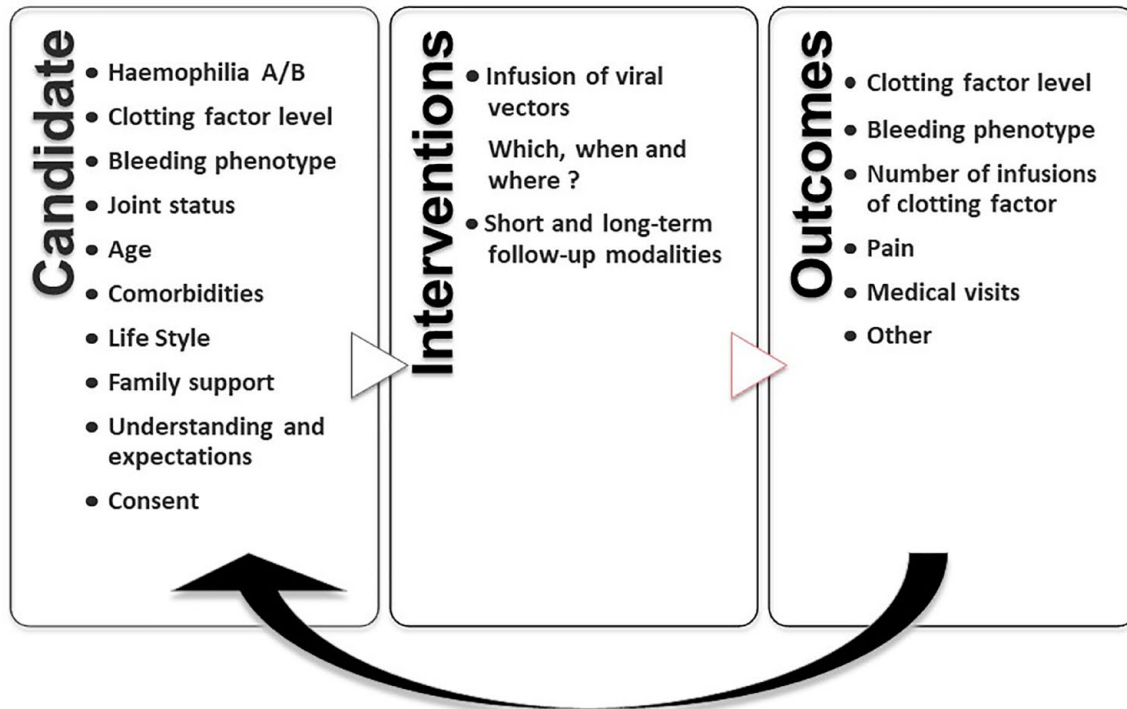 Candidate
• Haemophilia A/B
• Clotting factor level
• Bleeding phenotype
• Joint status
• Age
• Comorbidities
• Life Style
• Family support
• Understanding and
expectations
• Consent
Interventions
• Infusion of viral
vectors
Which, when and
where ?
• Short and long-term
follow-up modalities
Outcomes
• Clotting factor level
• Bleeding phenotype
• Number of infusions
of clotting factor
• Pain
• Medical visits
• Other